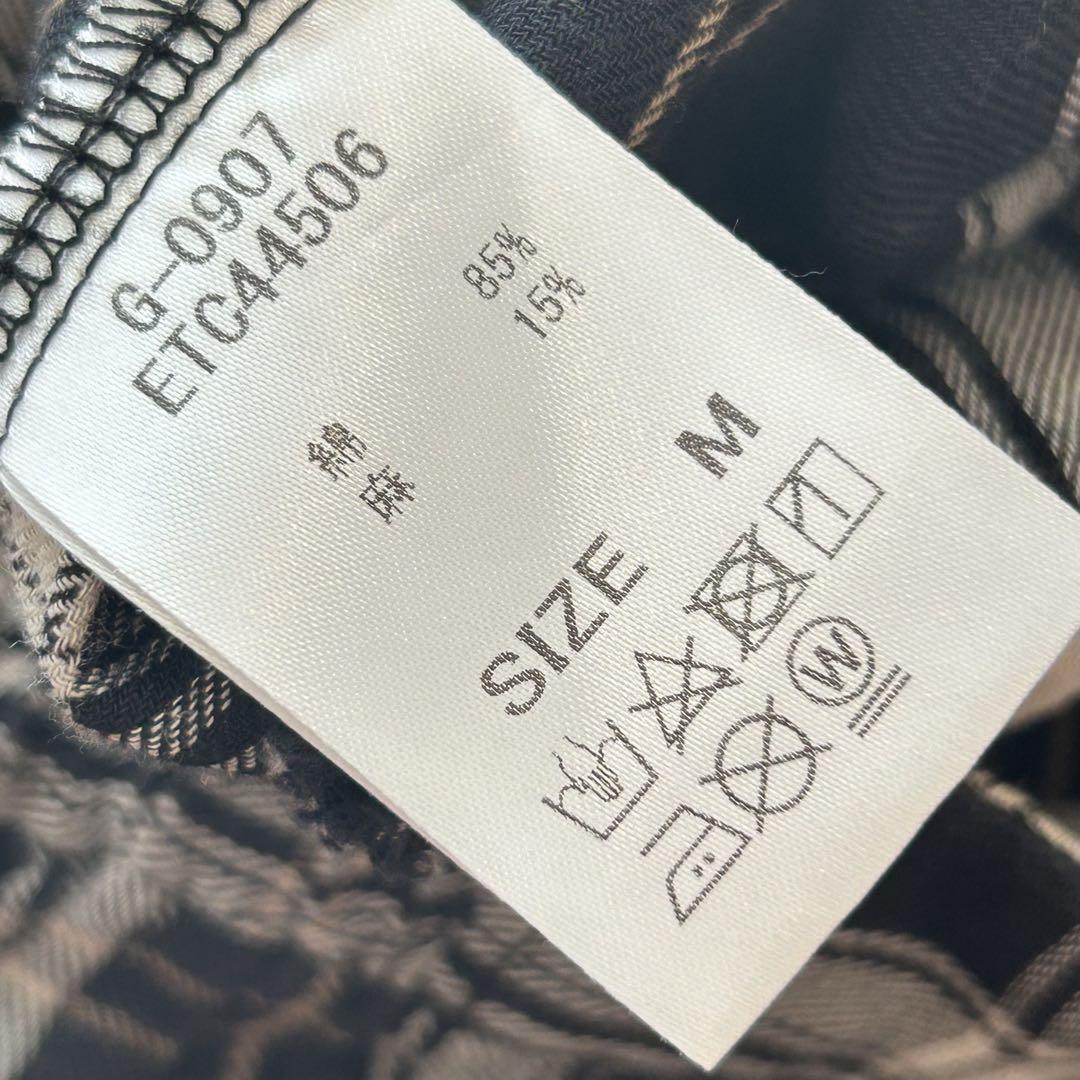 G-0907
ETC44506
綿 85%
麻 15%
SIZE M
W